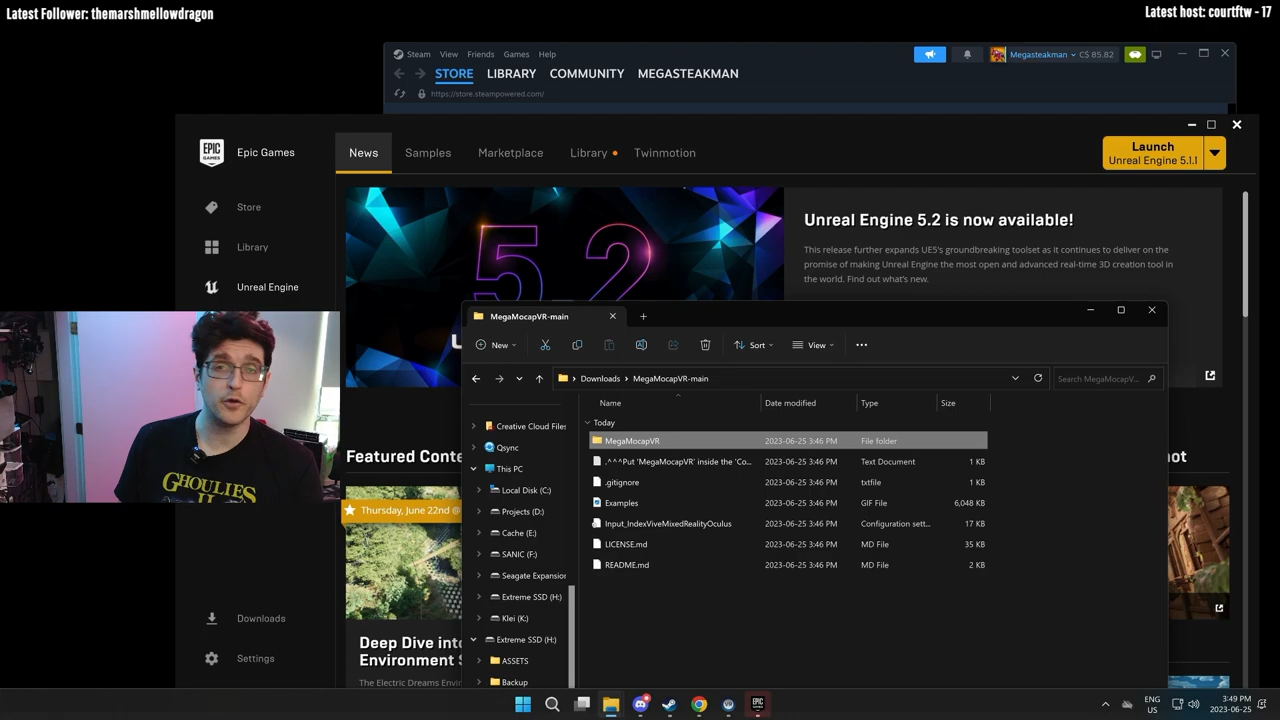 Latest Follower: themarshmellowdragon
Latest host: courtftw - 17
Steam View Friends Games Help
Megasteakman C$ 85.82
STORE LIBRARY COMMUNITY MEGASTEAKMAN
https://store.steampowered.com/
EPIC GAMES
Epic Games
News Samples Marketplace Library Twinmotion
Launch
Unreal Engine 5.1.1
Store
Library
Unreal Engine
Downloads
Settings
5.2
Unreal Engine 5.2 is now available!
This release further expands UE5's groundbreaking toolset as it continues to deliver on the
promise of making Unreal Engine the most open and advanced real-time 3D creation tool in
the world. Find out what's new.
MegaMocapVR-main
New Sort View
Downloads MegaMocapVR-main
Search MegaMocapV...
Name Date modified Type Size
Today
MegaMocapVR 2023-06-25 3:46 PM File folder
.^^^Put 'MegaMocapVR' inside the 'Co... 2023-06-25 3:46 PM Text Document 1 KB
.gitignore 2023-06-25 3:46 PM txtfile 1 KB
Examples 2023-06-25 3:46 PM GIF File 6,048 KB
Input_IndexViveMixedRealityOculus 2023-06-25 3:46 PM Configuration sett... 17 KB
LICENSE.md 2023-06-25 3:46 PM MD File 35 KB
README.md 2023-06-25 3:46 PM MD File 2 KB
Creative Cloud Files
Qsync
This PC
Local Disk (C:)
Projects (D:)
Cache (E:)
SANIC (F:)
Seagate Expansion
Extreme SSD (H:)
Klei (K:)
Extreme SSD (H:)
ASSETS
Backup
Featured Conte
Thursday, June 22nd @
Deep Dive into
Environment S
The Electric Dreams Envir
GHOULIES
ENG
US
3:49 PM
2023-06-25